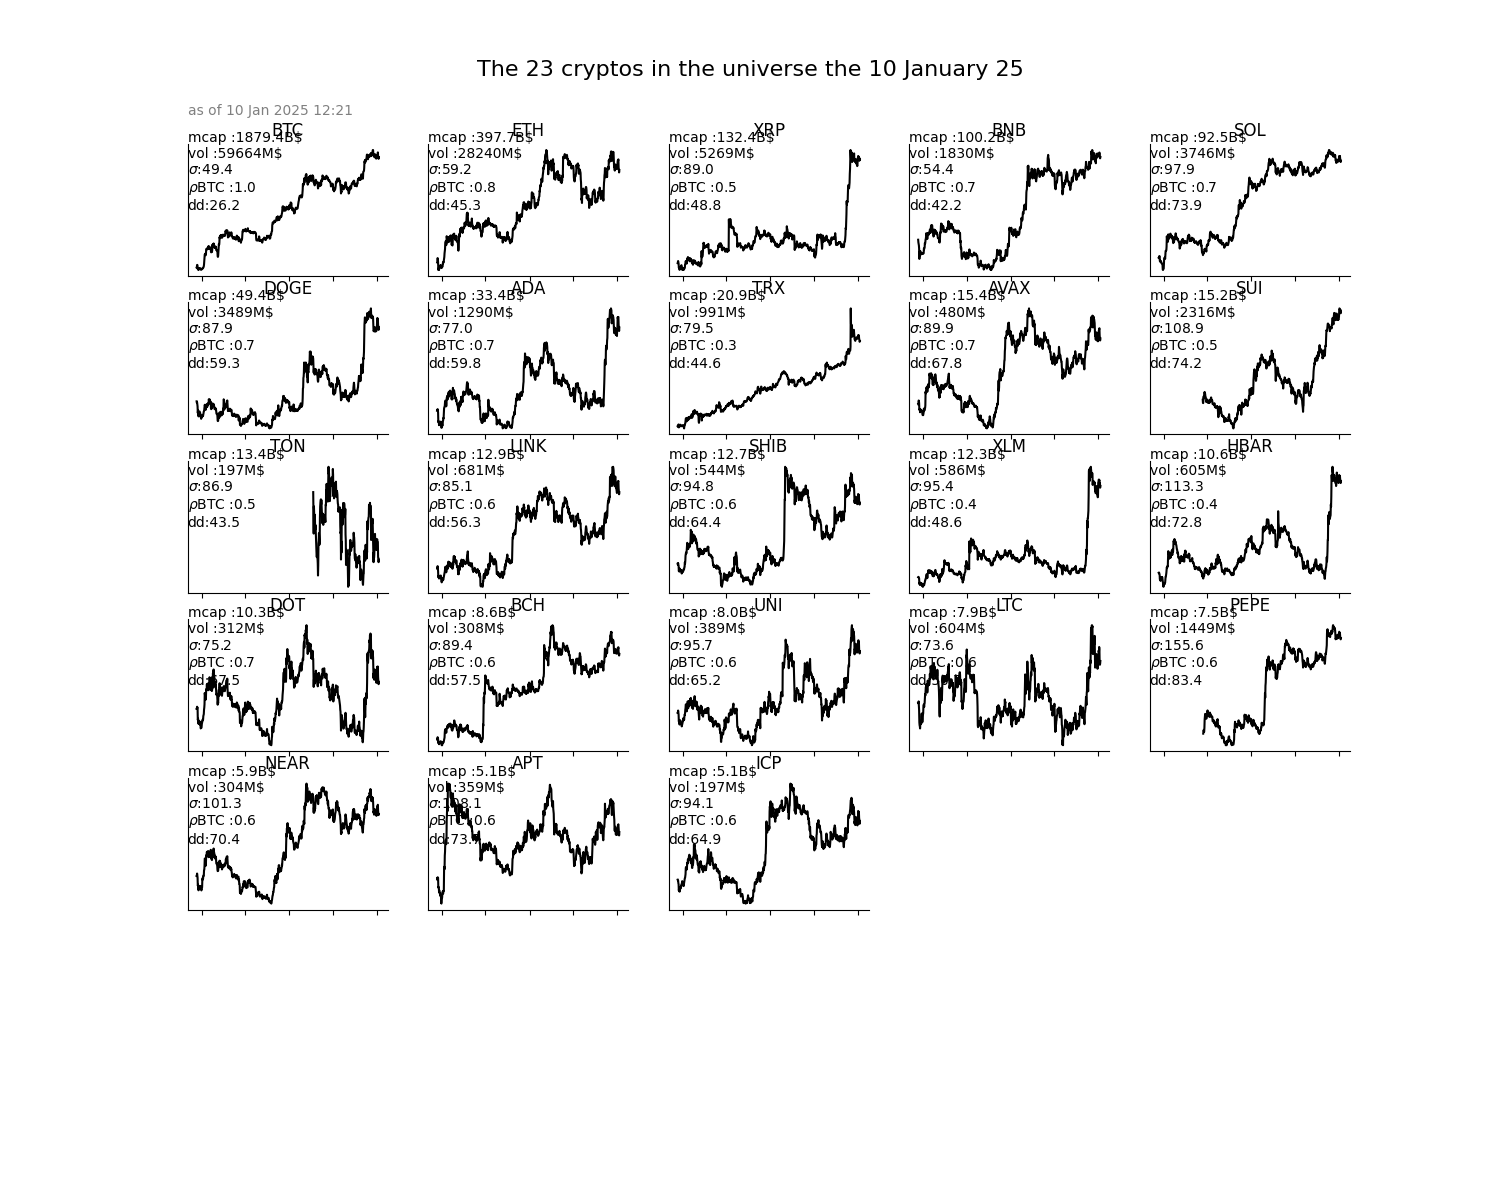 The 23 cryptos in the universe the 10 January 25
as of 10 Jan 2025 12:21
BTC
mcap :1879.4B$
vol :59664M$
σ:49.4
ρBTC :1.0
dd:26.2
ETH
mcap :397.7B$
vol :28240M$
σ:59.2
ρBTC :0.8
dd:45.3
XRP
mcap :132.4B$
vol :5269M$
σ:89.0
ρBTC :0.5
dd:48.8
BNB
mcap :100.2B$
vol :1830M$
σ:54.4
ρBTC :0.7
dd:42.2
SOL
mcap :92.5B$
vol :3746M$
σ:97.9
ρBTC :0.7
dd:73.9
DOGE
mcap :49.4B$
vol :3489M$
σ:87.9
ρBTC :0.7
dd:59.3
ADA
mcap :33.4B$
vol :1290M$
σ:77.0
ρBTC :0.7
dd:59.8
TRX
mcap :20.9B$
vol :991M$
σ:79.5
ρBTC :0.3
dd:44.6
AVAX
mcap :15.4B$
vol :480M$
σ:89.9
ρBTC :0.7
dd:67.8
SUI
mcap :15.2B$
vol :2316M$
σ:108.9
ρBTC :0.5
dd:74.2
TON
mcap :13.4B$
vol :197M$
σ:86.9
ρBTC :0.5
dd:43.5
LINK
mcap :12.9B$
vol :681M$
σ:85.1
ρBTC :0.6
dd:56.3
SHIB
mcap :12.7B$
vol :544M$
σ:94.8
ρBTC :0.6
dd:64.4
XLM
mcap :12.3B$
vol :586M$
σ:95.4
ρBTC :0.4
dd:48.6
HBAR
mcap :10.6B$
vol :605M$
σ:113.3
ρBTC :0.4
dd:72.8
DOT
mcap :10.3B$
vol :312M$
σ:75.2
ρBTC :0.7
BCH
mcap :8.6B$
vol :308M$
σ:89.4
ρBTC :0.6
dd:57.5
UNI
mcap :8.0B$
vol :389M$
σ:95.7
ρBTC :0.6
dd:65.2
LTC
mcap :7.9B$
vol :604M$
σ:73.6
ρBTC :0.6
PEPE
mcap :7.5B$
vol :1449M$
σ:155.6
ρBTC :0.6
dd:83.4
NEAR
mcap :5.9B$
vol :304M$
σ:101.3
ρBTC :0.6
dd:70.4
APT
mcap :5.1B$
vol :359M$
σ:108.1
ρBTC :0.6
ICP
mcap :5.1B$
vol :197M$
σ:94.1
ρBTC :0.6
dd:64.9